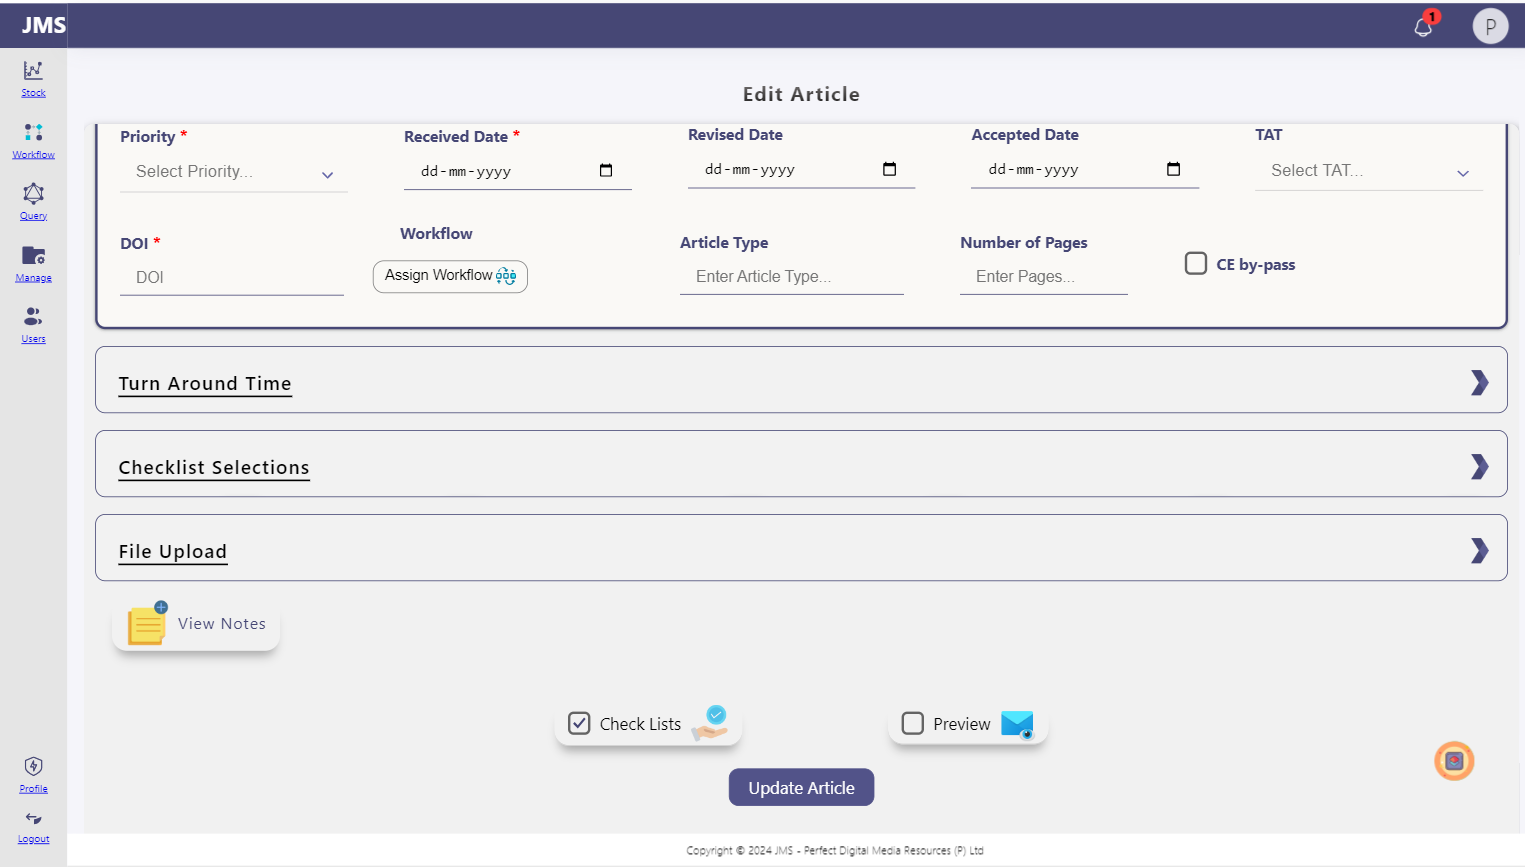 JMS
1
P
Stock
Workflow
Query
Manage
Users
Profile
Logout
Edit Article
Priority *
Received Date *
Revised Date
Accepted Date
TAT
Select Priority...
dd-mm-yyyy
dd-mm-yyyy
dd-mm-yyyy
Select TAT...
DOI *
Workflow
Article Type
Number of Pages
CE by-pass
DOI
Assign Workflow
Enter Article Type...
Enter Pages...
Turn Around Time
Checklist Selections
File Upload
View Notes
Check Lists
Preview
Update Article
Copyright © 2024 JMS - Perfect Digital Media Resources (P) Ltd